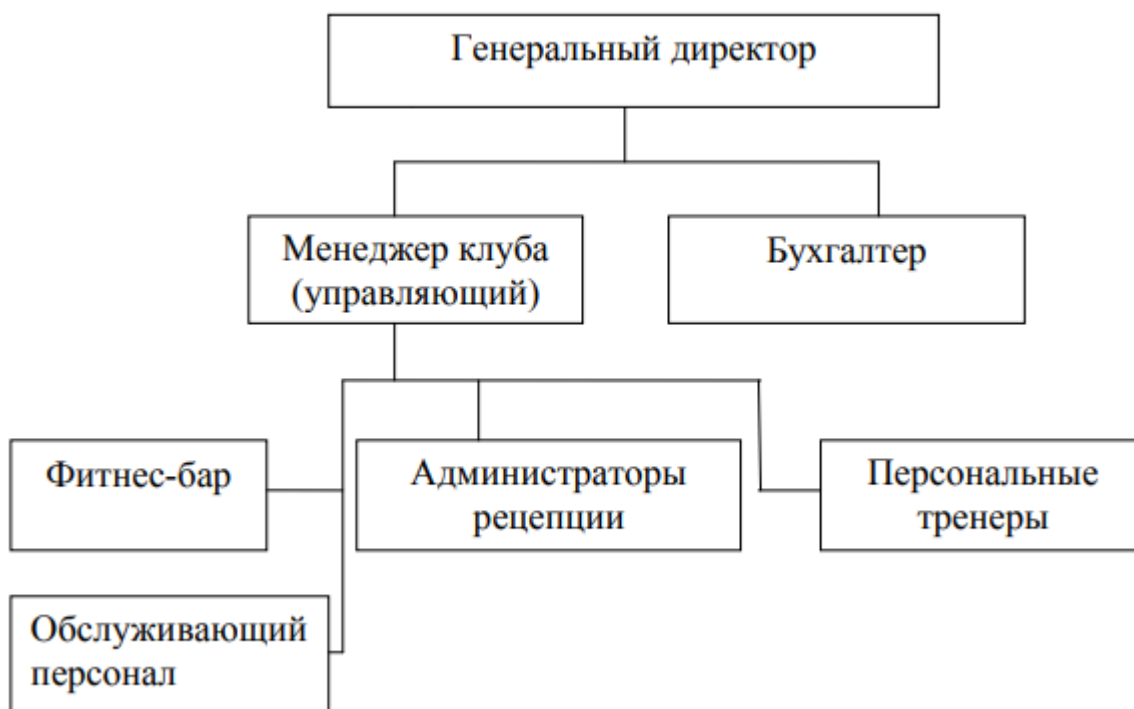 Генеральный директор
Менеджер клуба
(управляющий)
Бухгалтер
Фитнес-бар
Администраторы
рецепции
Персональные
тренеры
Обслуживающий
персонал